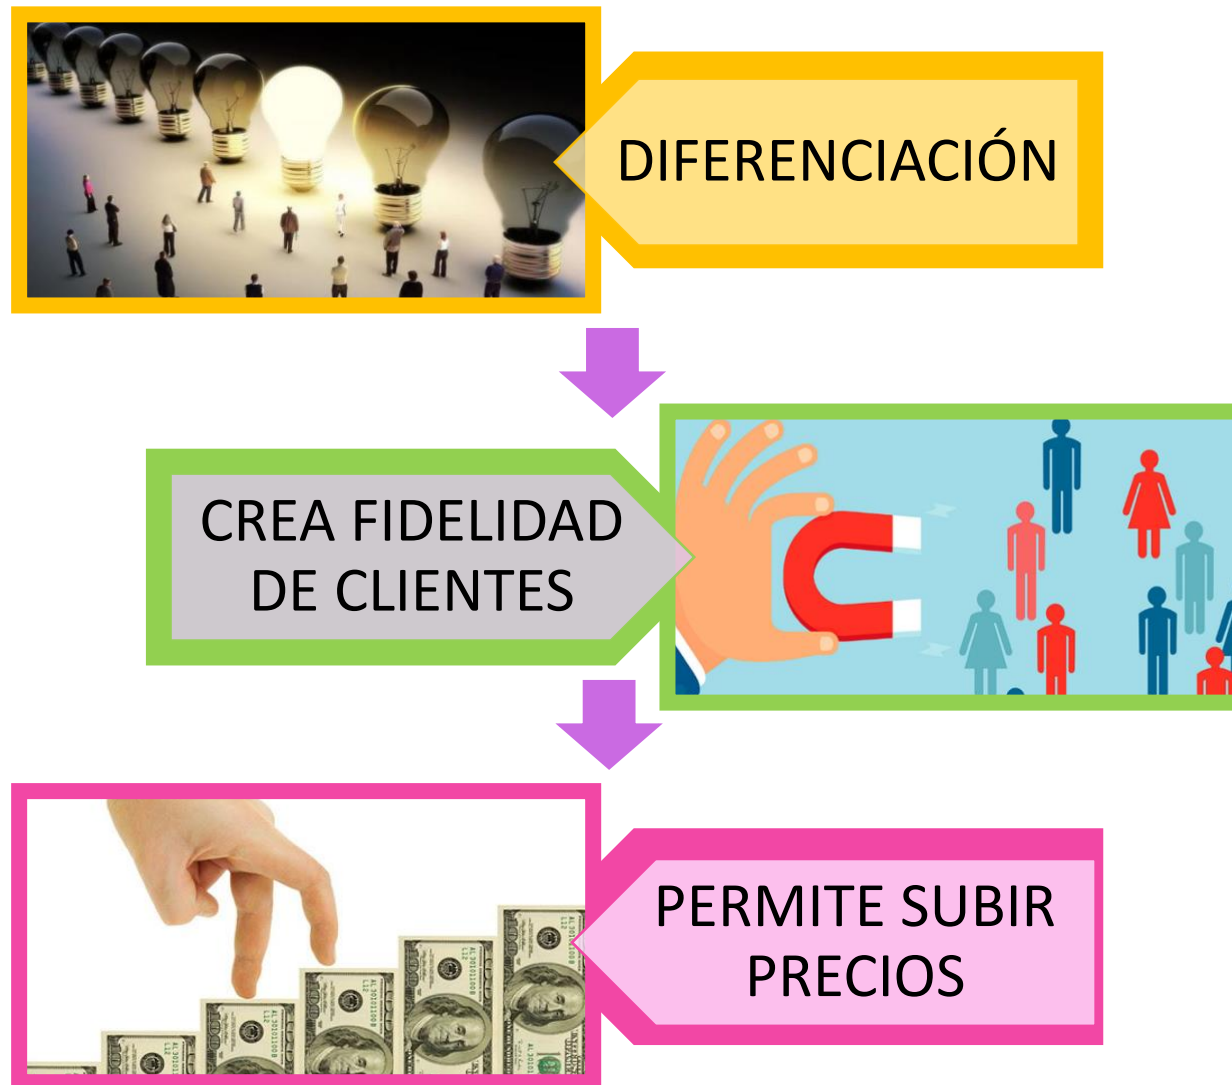 DIFERENCIACIÓN
CREA FIDELIDAD
DE CLIENTES
PERMITE SUBIR
PRECIOS